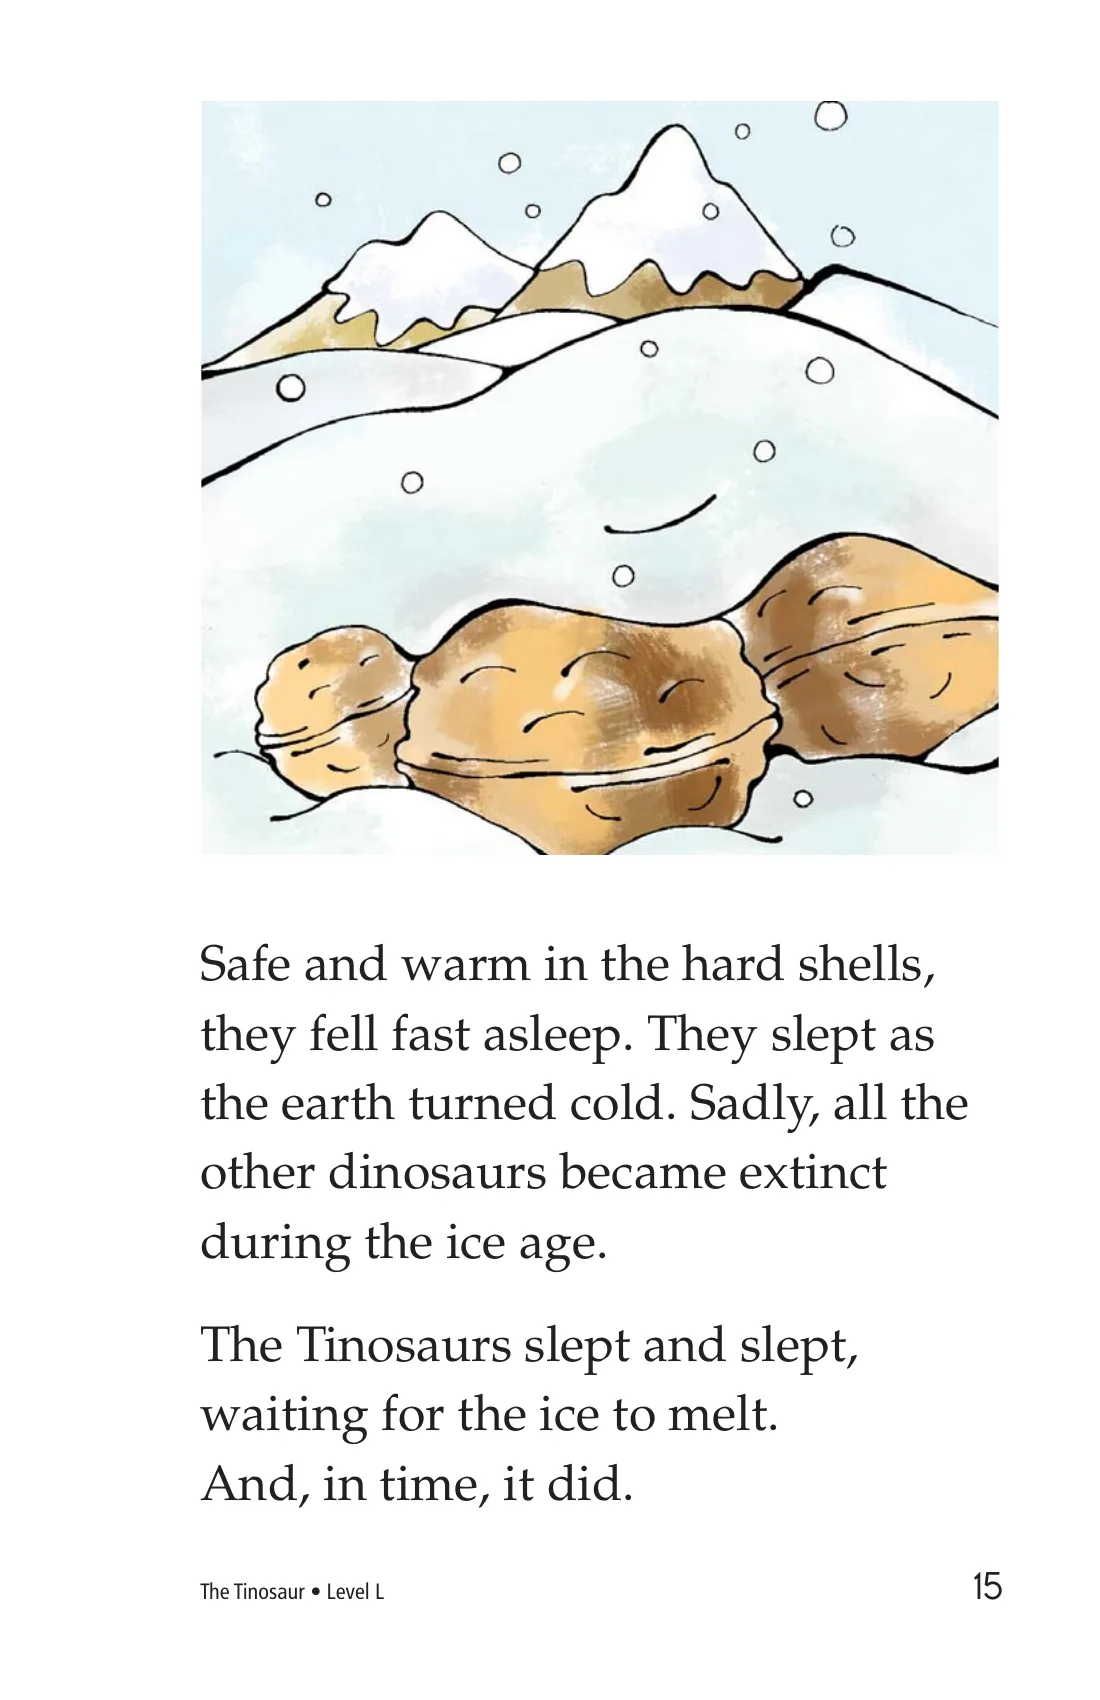 Safe and warm in the hard shells,
they fell fast asleep. They slept as
the earth turned cold. Sadly, all the
other dinosaurs became extinct
during the ice age.
The Tinosaurs slept and slept,
waiting for the ice to melt.
And, in time, it did.
The Tinosaur • Level L
15